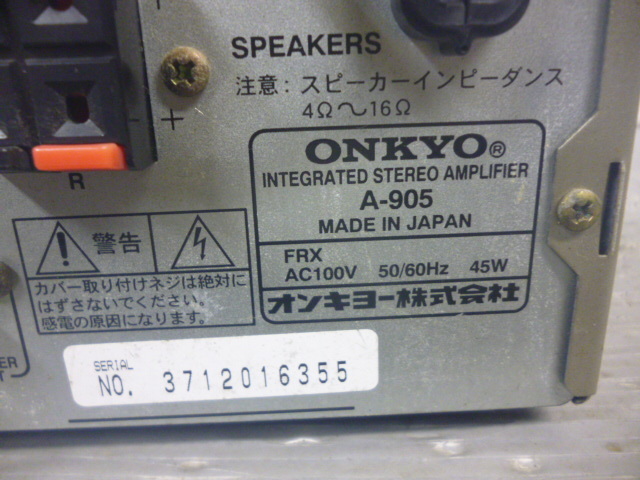 SPEAKERS
注意：スピーカーインピーダンス
4Ω～16Ω
+
-
+
R
ONKYO®
INTEGRATED STEREO AMPLIFIER
A-905
MADE IN JAPAN
FRX
AC100V 50/60Hz 45W
オンキヨー株式会社
警告
カバー取り付けネジは絶対に
はずさないでください。
感電の原因になります。
SERIAL
NO. 3712016355